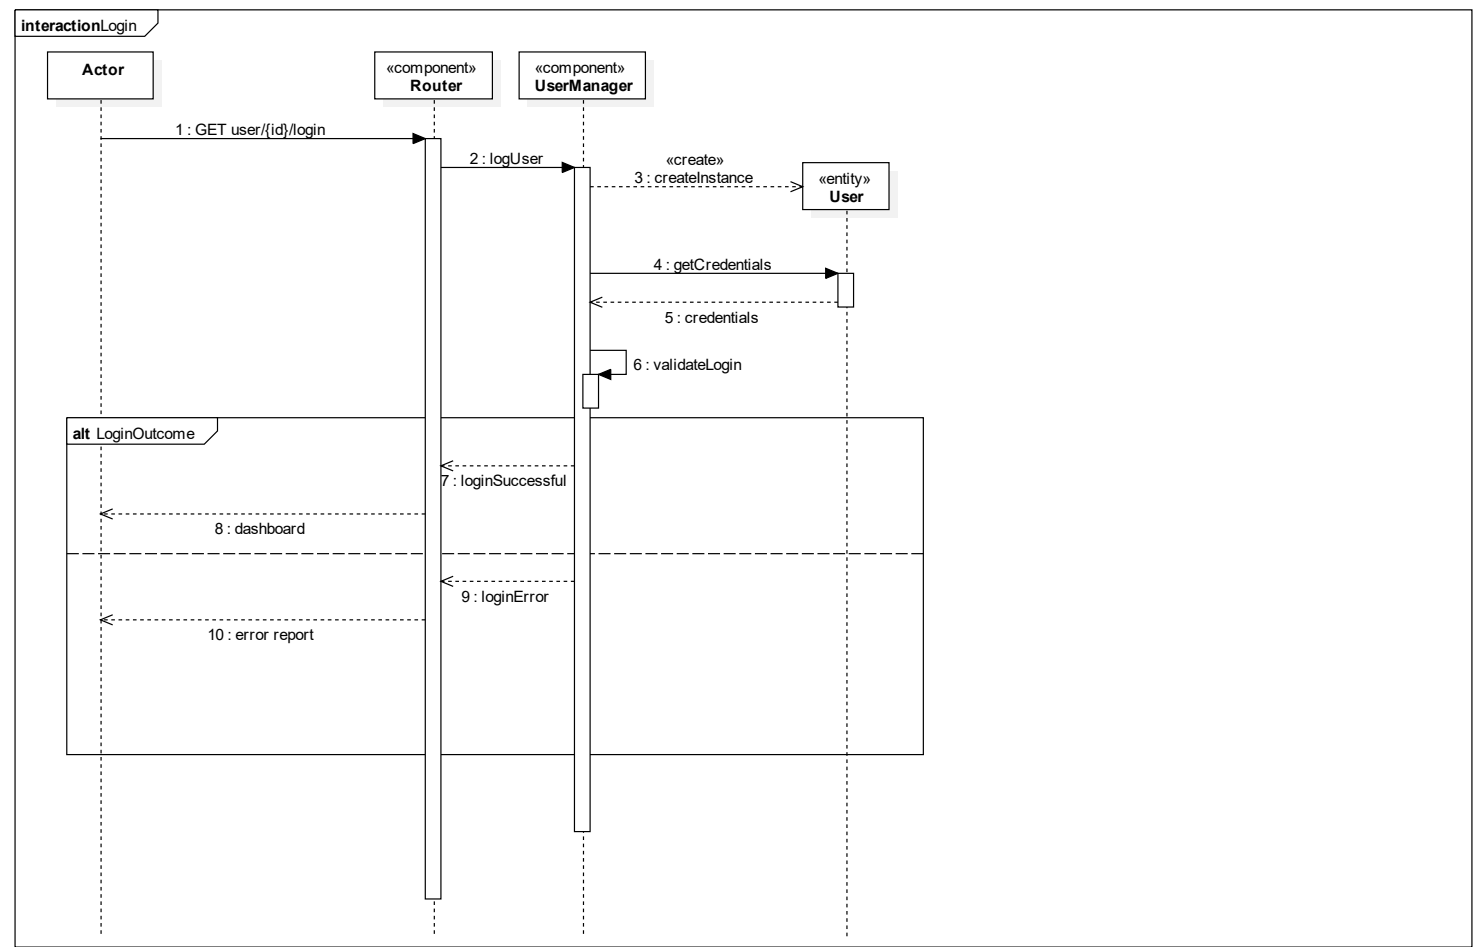 interactionLogin
Actor
«component»
Router
«component»
UserManager
1 : GET user/{id}/login
2 : logUser
«create»
3 : createInstance
«entity»
User
4 : getCredentials
5 : credentials
6 : validateLogin
alt LoginOutcome
7 : loginSuccessful
8 : dashboard
9 : loginError
10 : error report